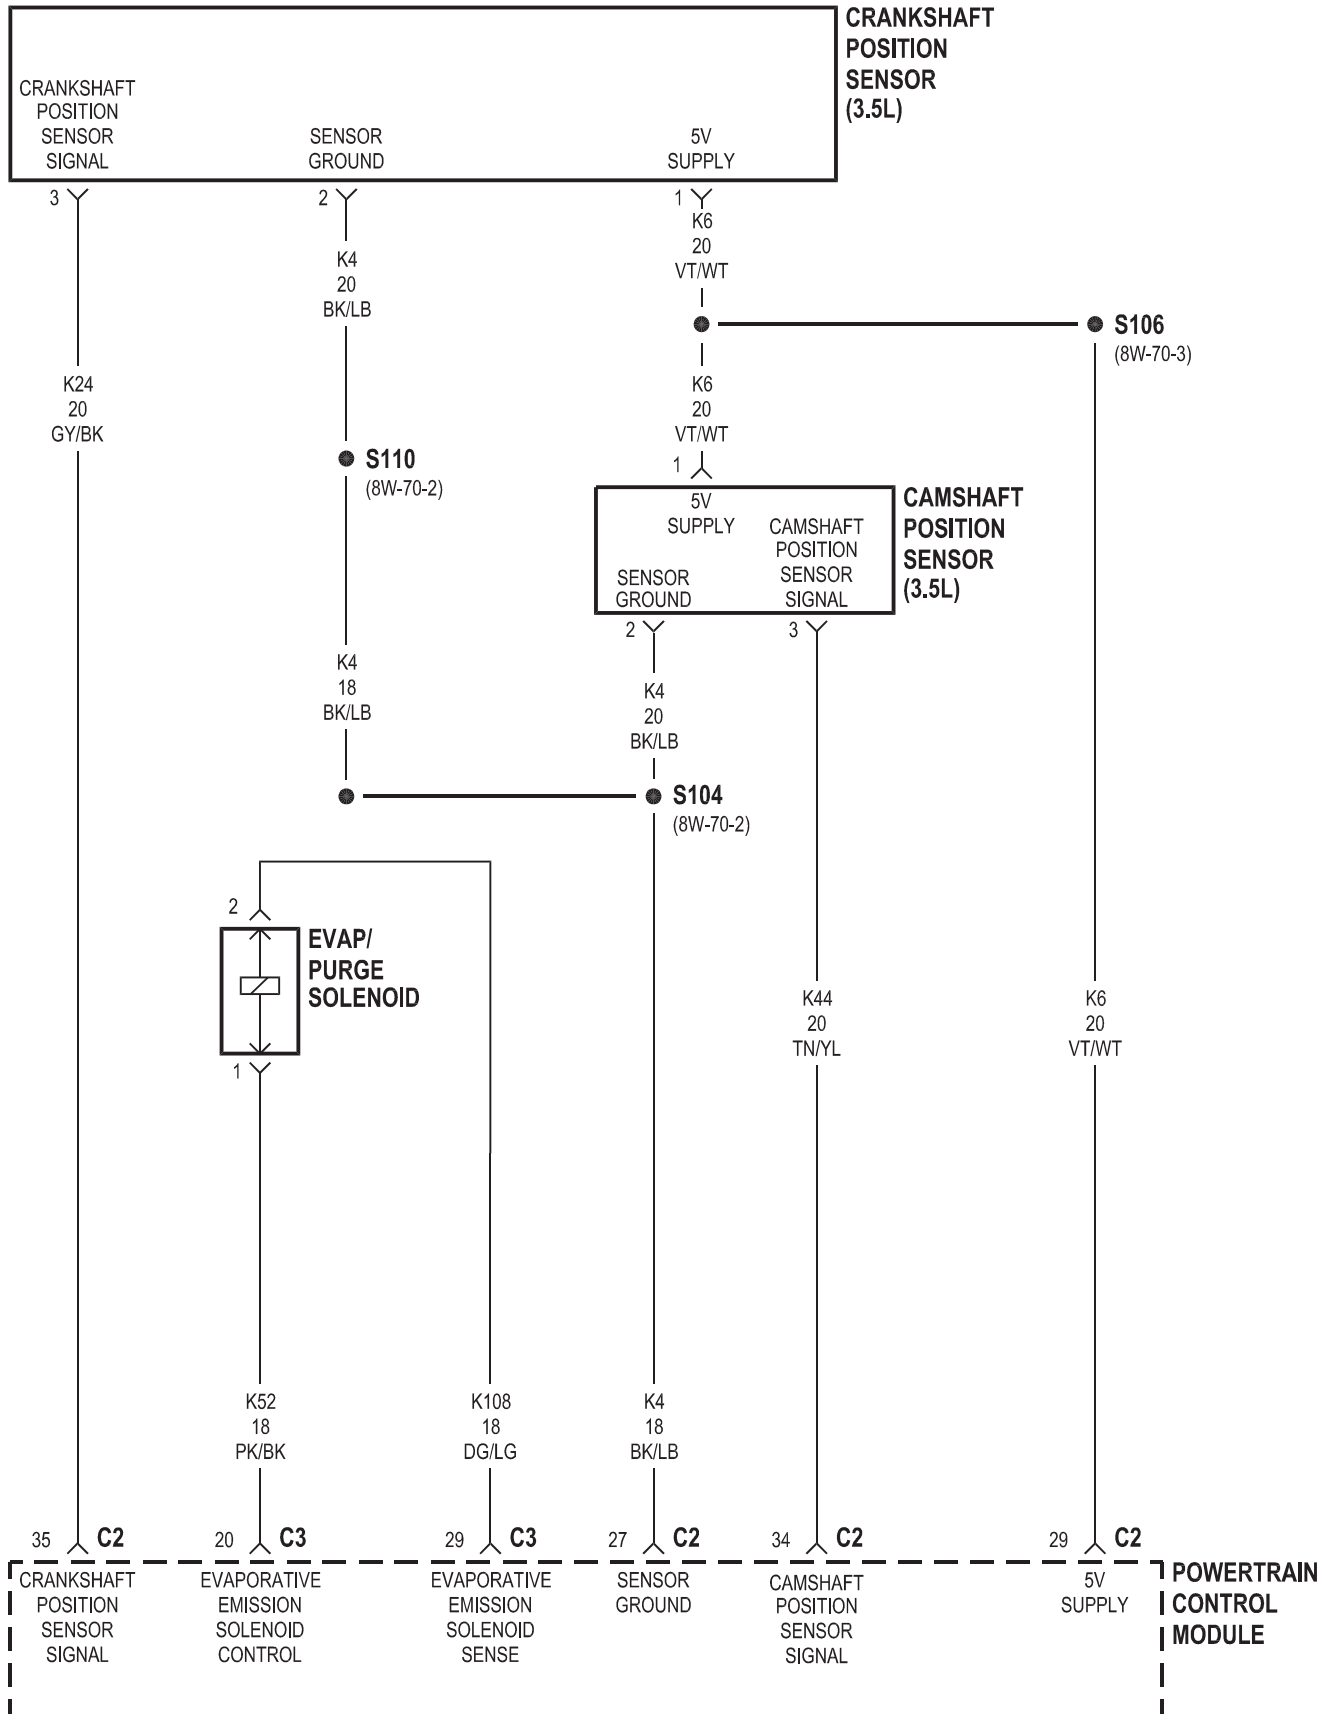 CRANKSHAFT
POSITION
SENSOR
(3.5L)
CRANKSHAFT
POSITION
SENSOR
SIGNAL
SENSOR
GROUND
5V
SUPPLY
3
2
1
K6
20
VT/WT
K4
20
BK/LB
S106
(8W-70-3)
K24
20
GY/BK
K6
20
VT/WT
S110
(8W-70-2)
1
CAMSHAFT
POSITION
SENSOR
(3.5L)
5V
SUPPLY
CAMSHAFT
POSITION
SENSOR
SIGNAL
SENSOR
GROUND
2
3
K4
18
BK/LB
K4
20
BK/LB
S104
(8W-70-2)
2
EVAP/
PURGE
SOLENOID
1
K44
20
TN/YL
K6
20
VT/WT
K52
18
PK/BK
K108
18
DG/LG
K4
18
BK/LB
35 C2
20 C3
29 C3
27 C2
34 C2
29 C2
CRANKSHAFT
POSITION
SENSOR
SIGNAL
EVAPORATIVE
EMISSION
SOLENOID
CONTROL
EVAPORATIVE
EMISSION
SOLENOID
SENSE
SENSOR
GROUND
CAMSHAFT
POSITION
SENSOR
SIGNAL
5V
SUPPLY
POWERTRAIN
CONTROL
MODULE